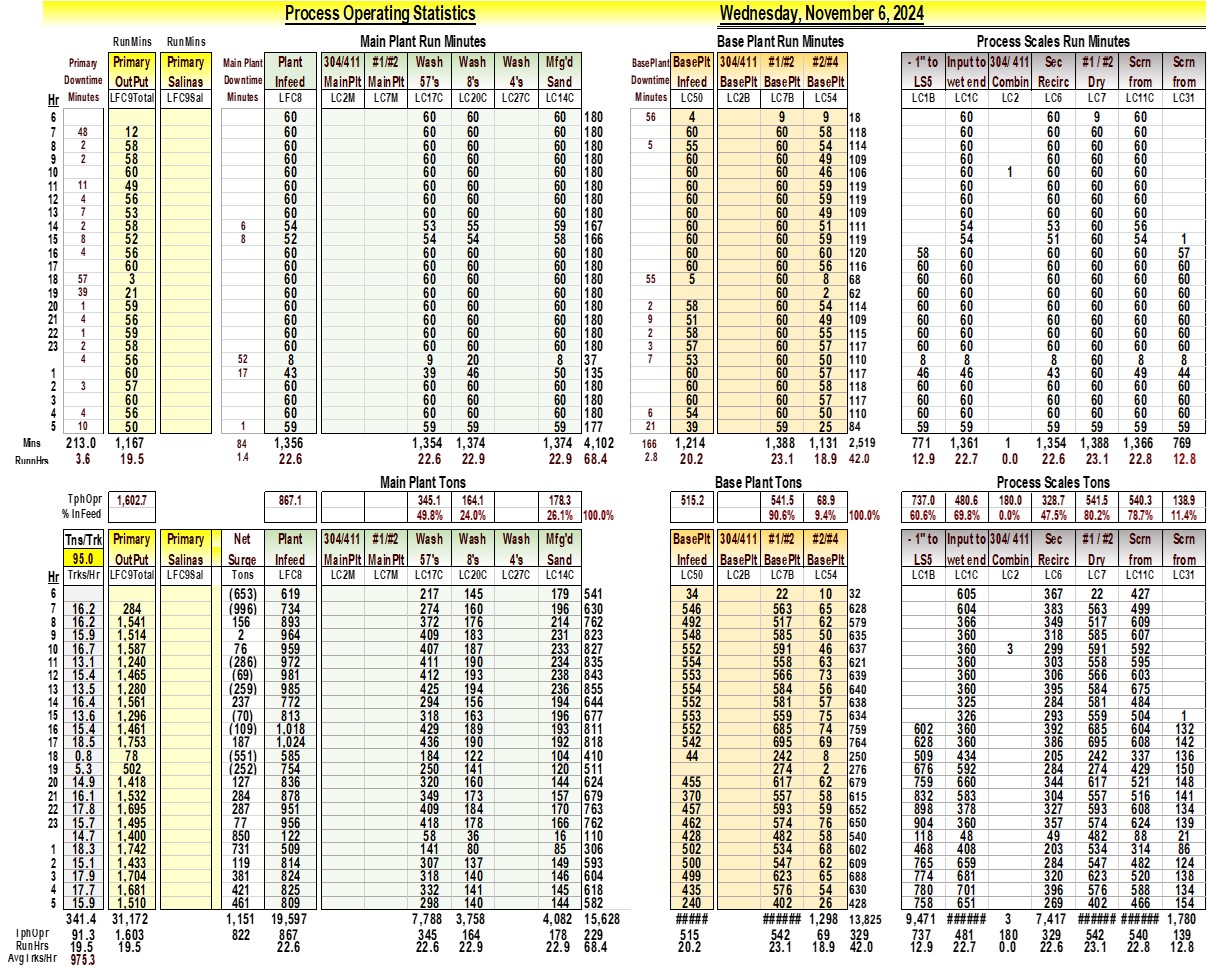 Process Operating Statistics Wednesday, November 6, 2024
RunMins RunMins Main Plant Run Minutes Base Plant Run Minutes Process Scales Run Minutes
Primary Primary Primary Main Plant Plant 304/411 #1/#2 Wash Wash Wash Mfg'd BasePlant BasePlt 304/411 #1/#2 #2/#4 - 1" to Input to 304/ 411 Sec #1 / #2 Scrn Scrn
Downtime OutPut Salinas Downtime Infeed MainPlt MainPlt 57's 8's 4's Sand Downtime Infeed BasePlt BasePlt BasePlt LS5 wet end Combin Recirc Dry from from
Hr Minutes LFC9Total LFC9Sal Minutes LFC8 LC2M LC7M LC17C LC20C LC27C LC14C Minutes LC50 LC2B LC7B LC54 LC1B LC1C LC2 LC6 LC7 LC11C LC31
6 60 60 60 60 180 56 4 9 9 18 60 60 9 60
7 48 12 60 60 60 60 180 60 60 58 118 60 60 60 60
8 2 58 60 60 60 60 180 5 55 60 54 114 60 60 60 60
9 2 58 60 60 60 60 180 60 60 49 109 60 60 60 60
10 60 60 60 60 60 180 60 60 46 106 60 1 60 60 60
11 11 49 60 60 60 60 180 60 60 59 119 60 60 60 60
12 4 56 60 60 60 60 180 60 60 59 119 60 60 60 60
13 7 53 60 60 60 60 180 60 60 49 109 60 60 60 60
14 2 58 6 54 53 55 59 167 60 60 51 111 54 53 60 56
15 8 52 8 52 54 54 58 166 60 60 59 119 54 51 60 54 1
16 4 56 60 60 60 60 180 60 60 60 120 58 60 60 60 60 57
17 60 60 60 60 60 180 60 60 56 116 60 60 60 60 60 60
18 57 3 60 60 60 60 180 55 5 60 8 68 60 60 60 60 60 60
19 39 21 60 60 60 60 180 60 2 62 60 60 60 60 60 60
20 1 59 60 60 60 60 180 2 58 60 54 114 60 60 60 60 60 60
21 4 56 60 60 60 60 180 9 51 60 49 109 60 60 60 60 60 60
22 1 59 60 60 60 60 180 2 58 60 55 115 60 60 60 60 60 60
23 2 58 60 60 60 60 180 3 57 60 57 117 60 60 60 60 60 60
4 56 52 8 9 20 8 37 7 53 60 50 110 8 8 8 60 8 8
1 60 17 43 39 46 50 135 60 60 57 117 46 46 43 60 49 44
2 3 57 60 60 60 60 180 60 60 58 118 60 60 60 60 60 60
3 60 60 60 60 60 180 60 60 57 117 60 60 60 60 60 60
4 4 56 60 60 60 60 180 6 54 60 50 110 60 60 60 60 60 60
5 10 50 1 59 59 59 59 177 21 39 59 25 84 59 59 59 59 59 59
Mins 213.0 1,167 84 1,356 1,354 1,374 1,374 4,102 166 1,214 1,388 1,131 2,519 771 1,361 1 1,354 1,388 1,366 769
RunnHrs 3.6 19.5 1.4 22.6 22.6 22.9 22.9 68.4 2.8 20.2 23.1 18.9 42.0 12.9 22.7 0.0 22.6 23.1 22.8 12.8
Main Plant Tons Base Plant Tons Process Scales Tons
TphOpr 1,602.7 867.1 345.1 164.1 178.3 515.2 541.5 68.9 737.0 480.6 180.0 328.7 541.5 540.3 138.9
% InFeed 49.8% 24.0% 26.1% 100.0% 90.6% 9.4% 100.0% 60.6% 69.8% 0.0% 47.5% 80.2% 78.7% 11.4%
Tns/Trk Primary Primary Net Plant 304/411 #1/#2 Wash Wash Wash Mfg'd BasePlt 304/411 #1/#2 #2/#4 - 1" to Input to 304/ 411 Sec #1 / #2 Scrn Scrn
95.0 OutPut Salinas Surge Infeed MainPlt MainPlt 57's 8's 4's Sand Infeed BasePlt BasePlt BasePlt LS5 wet end Combin Recirc Dry from from
Hr Trks/Hr LFC9Total LFC9Sal Tons LFC8 LC2M LC7M LC17C LC20C LC27C LC14C LC50 LC2B LC7B LC54 LC1B LC1C LC2 LC6 LC7 LC11C LC31
6 (653) 619 217 145 179 541 34 22 10 32 605 367 22 427
7 16.2 284 (996) 734 274 160 196 630 546 563 65 628 604 383 563 499
8 16.2 1,541 156 893 372 176 214 762 492 517 62 579 366 349 517 609
9 15.9 1,514 2 964 409 183 231 823 548 585 50 635 360 318 585 607
10 16.7 1,587 76 959 407 187 233 827 552 591 46 637 360 3 299 591 592
11 13.1 1,240 (286) 972 411 190 234 835 554 558 63 621 360 303 558 595
12 15.4 1,465 (69) 981 412 193 238 843 553 566 73 639 360 306 566 603
13 13.5 1,280 (259) 985 425 194 236 855 554 584 56 640 360 395 584 675
14 16.4 1,561 237 772 294 156 194 644 552 581 57 638 325 284 581 484
15 13.6 1,296 (70) 813 318 163 196 677 553 559 75 634 326 293 559 504 1
16 15.4 1,461 (109) 1,018 429 189 193 811 552 685 74 759 602 360 392 685 604 132
17 18.5 1,753 187 1,024 436 190 192 818 542 695 69 764 628 360 386 695 608 142
18 0.8 78 (551) 585 184 122 104 410 44 242 8 250 509 434 205 242 337 136
19 5.3 502 (252) 754 250 141 120 511 274 2 276 676 592 284 274 429 150
20 14.9 1,418 127 836 320 160 144 624 455 617 62 679 759 660 344 617 521 148
21 16.1 1,532 284 878 349 173 157 679 370 557 58 615 832 583 304 557 516 141
22 17.8 1,695 287 951 409 184 170 763 457 593 59 652 898 378 327 593 608 134
23 15.7 1,495 77 956 418 178 166 762 462 574 76 650 904 360 357 574 624 139
14.7 1,400 850 122 58 36 16 110 428 482 58 540 118 48 49 482 88 21
1 18.3 1,742 731 509 141 80 85 306 502 534 68 602 468 408 203 534 314 86
2 15.1 1,433 119 814 307 137 149 593 500 547 62 609 765 659 284 547 482 124
3 17.9 1,704 381 824 318 140 146 604 499 623 65 688 774 681 320 623 520 138
4 17.7 1,681 421 825 332 141 145 618 435 576 54 630 780 701 396 576 588 134
5 15.9 1,510 461 809 298 140 144 582 240 402 26 428 758 651 269 402 466 154
341.4 31,172 1,151 19,597 7,788 3,758 4,082 15,628 ##### ###### 1,298 13,825 9,471 ###### 3 7,417 ###### ###### 1,780
TphOpr 91.3 1,603 822 867 345 164 178 229 515 542 69 329 737 481 180 329 542 540 139
RunHrs 19.5 19.5 22.6 22.6 22.9 22.9 68.4 20.2 23.1 18.9 42.0 12.9 22.7 0.0 22.6 23.1 22.8 12.8
Avg Trks/Hr 975.3